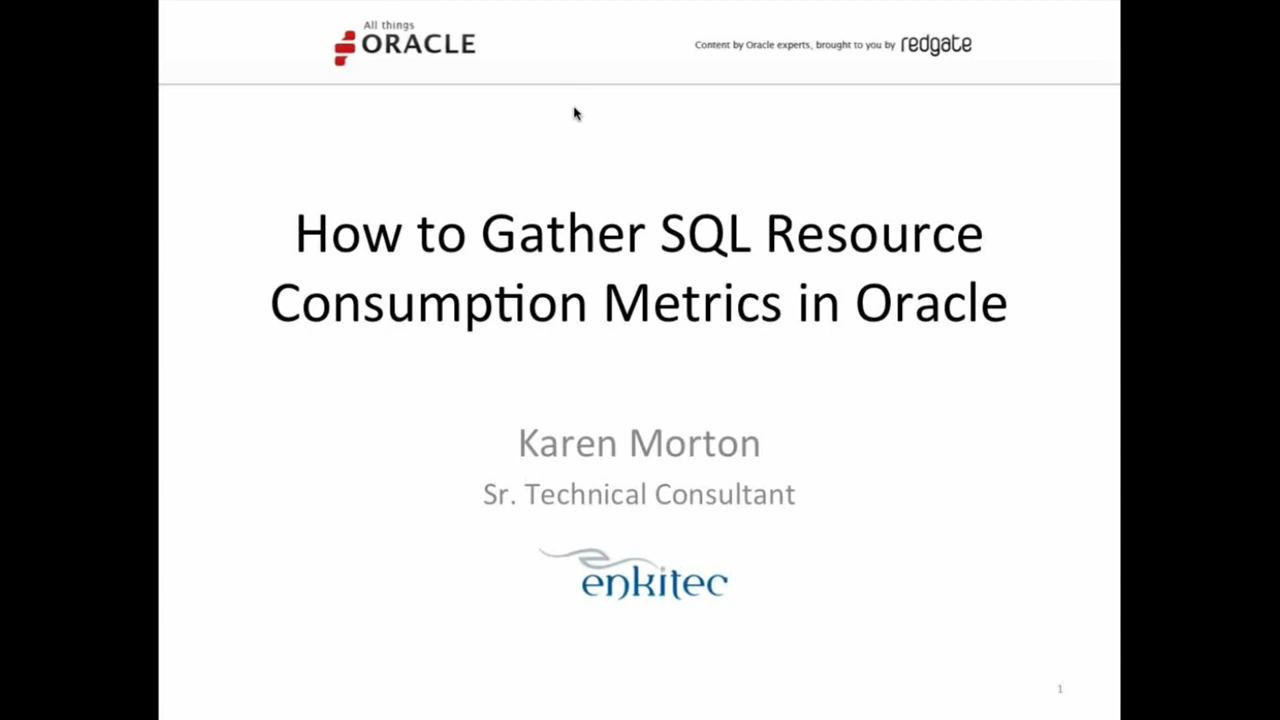 All things
ORACLE
Content by Oracle experts, brought to you by redgate
How to Gather SQL Resource
Consumption Metrics in Oracle
Karen Morton
Sr. Technical Consultant
enkitec
1